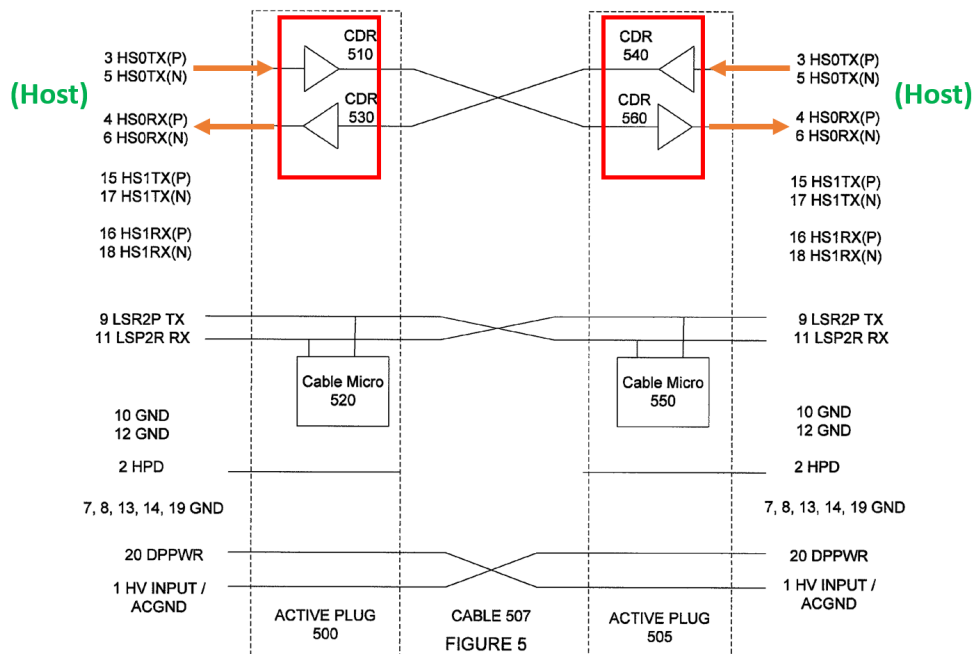 CDR
510
CDR
540
3 HS0TX(P)
5 HS0TX(N)
3 HS0TX(P)
5 HS0TX(N)
(Host)
(Host)
CDR
530
CDR
560
4 HS0RX(P)
6 HS0RX(N)
4 HS0RX(P)
6 HS0RX(N)
15 HS1TX(P)
17 HS1TX(N)
15 HS1TX(P)
17 HS1TX(N)
16 HS1RX(P)
18 HS1RX(N)
16 HS1RX(P)
18 HS1RX(N)
9 LSR2P TX
11 LSP2R RX
9 LSR2P TX
11 LSP2R RX
Cable Micro
520
Cable Micro
550
10 GND
12 GND
10 GND
12 GND
2 HPD
2 HPD
7, 8, 13, 14, 19 GND
7, 8, 13, 14, 19 GND
20 DPPWR
20 DPPWR
1 HV INPUT /
ACGND
1 HV INPUT /
ACGND
ACTIVE PLUG
500
CABLE 507
ACTIVE PLUG
505
FIGURE 5